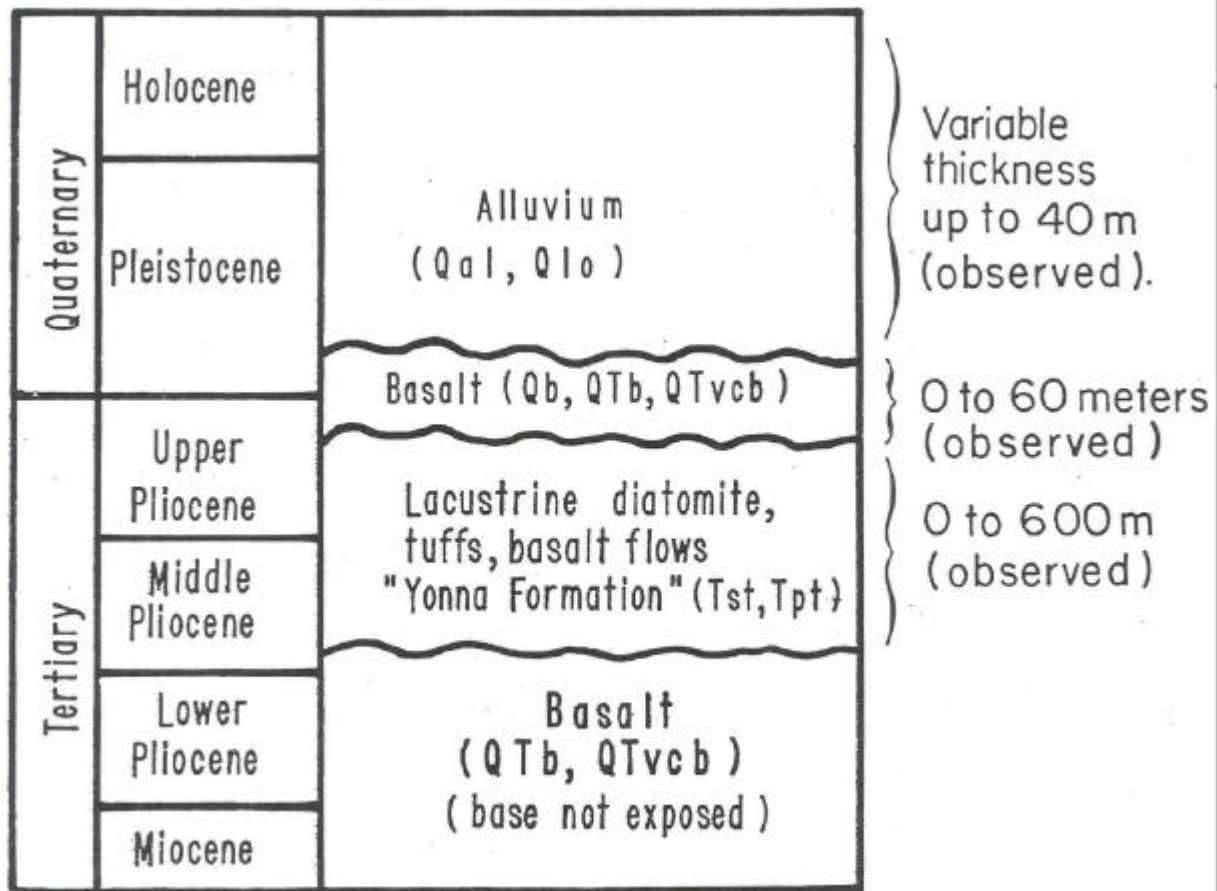 Quaternary
Holocene
Pleistocene
Alluvium
(Qal, Qlo)
Variable
thickness
up to 40 m
(observed).
Basalt (Qb, QTb, QTvcb)
0 to 60 meters
(observed)
Tertiary
Upper
Pliocene
Middle
Pliocene
Lower
Pliocene
Miocene
Lacustrine diatomite,
tuffs, basalt flows
"Yonna Formation" (Tst, Tpt)
0 to 600 m
(observed)
Basalt
(QTb, QTvcb)
(base not exposed)